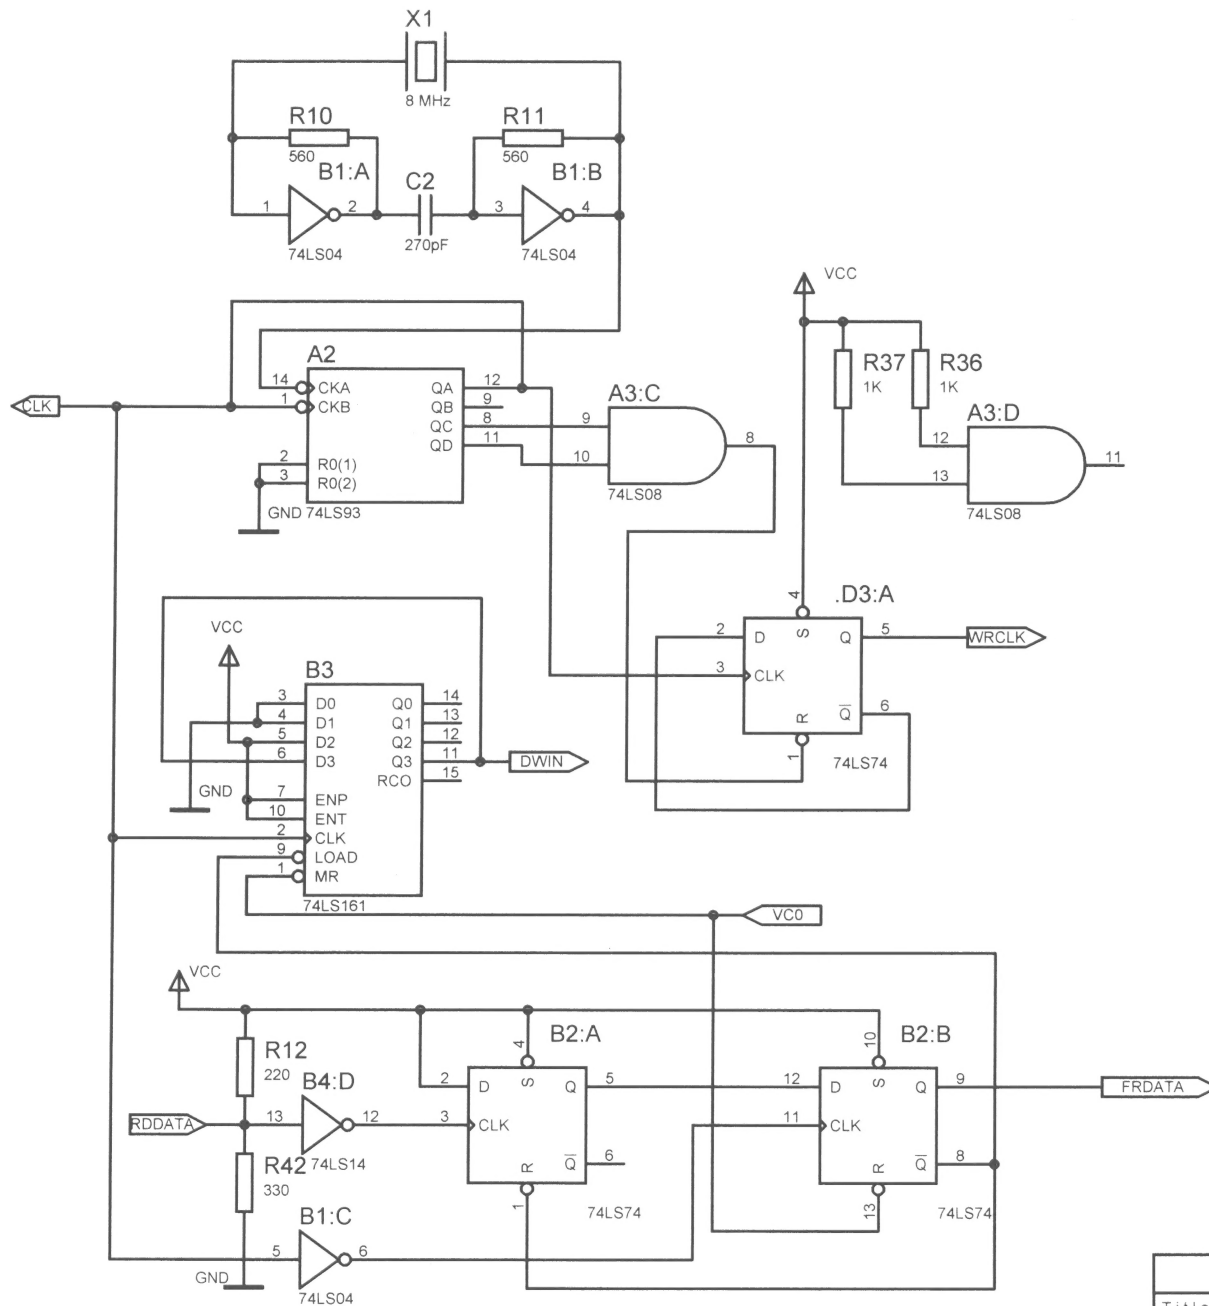 X1
8 MHz
R10
560
R11
560
B1:A
C2
B1:B
1 2
3 4
74LS04
270pF
74LS04
VCC
A2
R37
1K
R36
1K
CLK
14 CKA QA 12
1 CKB QB 9
QC 8
QD 11
2 R0(1)
3 R0(2)
GND 74LS93
A3:C
9
10
8
74LS08
A3:D
12
13
11
74LS08
.D3:A
4
2 D S Q 5
WRCLK
3 CLK
R Q 6
1
74LS74
VCC
B3
3 D0 Q0 14
4 D1 Q1 13
5 D2 Q2 12
6 D3 Q3 11
DWIN
RCO 15
GND
7 ENP
10 ENT
2 CLK
9 LOAD
1 MR
74LS161
VC0
VCC
R12
220
B4:D
RDDATA
13 12
74LS14
R42
330
GND
B1:C
5 6
74LS04
B2:A
4
2 D S Q 5
3 CLK
R Q 6
1
74LS74
B2:B
10
12 D S Q 9
FRDATA
11 CLK
R Q 8
13
74LS74